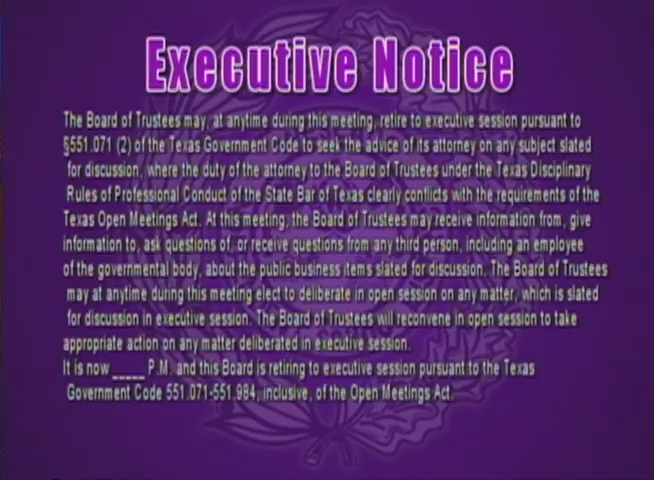 Executive Notice
The Board of Trustees may, at anytime during this meeting, retire to executive session pursuant to
§551.071 (2) of the Texas Government Code to seek the advice of its attorney on any subject slated
for discussion, where the duty of the attorney to the Board of Trustees under the Texas Disciplinary
Rules of Professional Conduct of the State Bar of Texas clearly conflicts with the requirements of the
Texas Open Meetings Act. At this meeting, the Board of Trustees may receive information from, give
information to, ask questions of, or receive questions from any third person, including an employee
of the governmental body, about the public business items slated for discussion. The Board of Trustees
may at anytime during this meeting elect to deliberate in open session on any matter, which is slated
for discussion in executive session. The Board of Trustees will reconvene in open session to take
appropriate action on any matter deliberated in executive session.
It is now _____ P.M. and this Board is retiring to executive session pursuant to the Texas
Government Code 551.071-551.984, inclusive, of the Open Meetings Act.